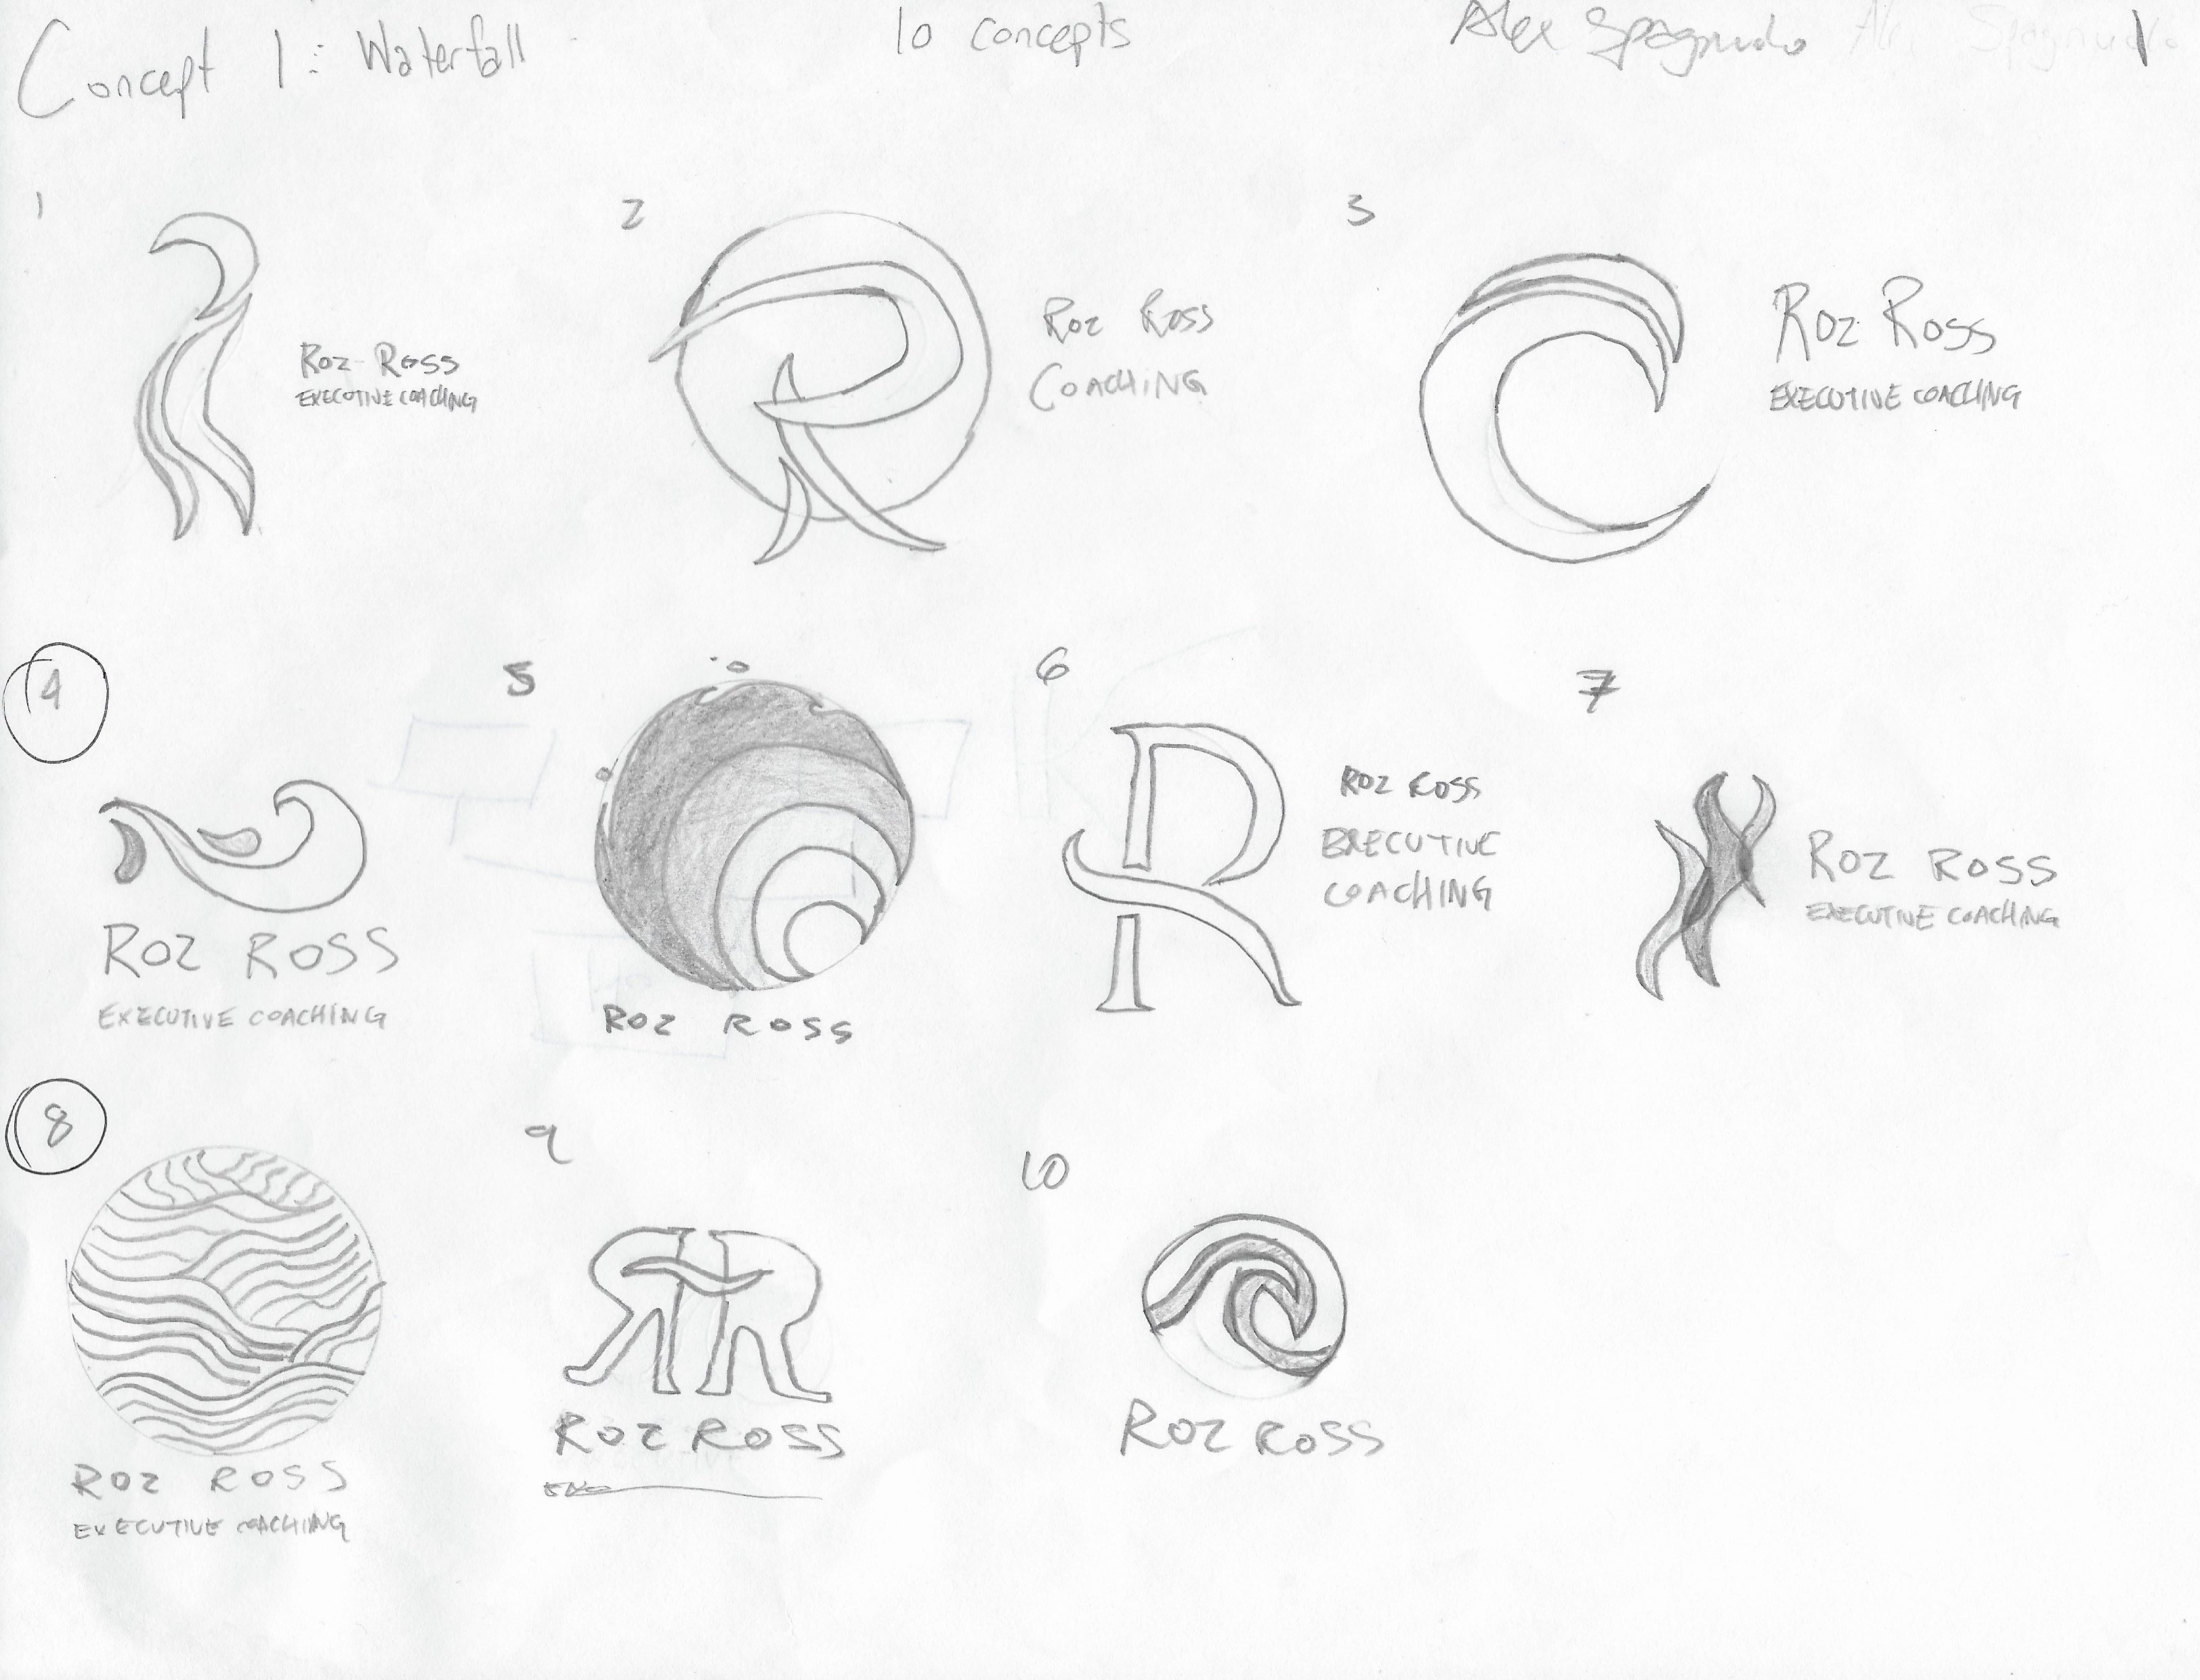 Concept 1: Waterfall
10 concepts
Alex Spagnuolo Alex Spagnuolo
1
Roz Ross
EXECUTIVE COACHING
2
Roz Ross
COACHING
3
Roz Ross
EXECUTIVE COACHING
4
Roz Ross
EXECUTIVE COACHING
5
Roz Ross
6
R
Roz Ross
EXECUTIVE
COACHING
7
Roz Ross
EXECUTIVE COACHING
8
Roz Ross
EXECUTIVE COACHING
9
Roz Ross
10
Roz Ross